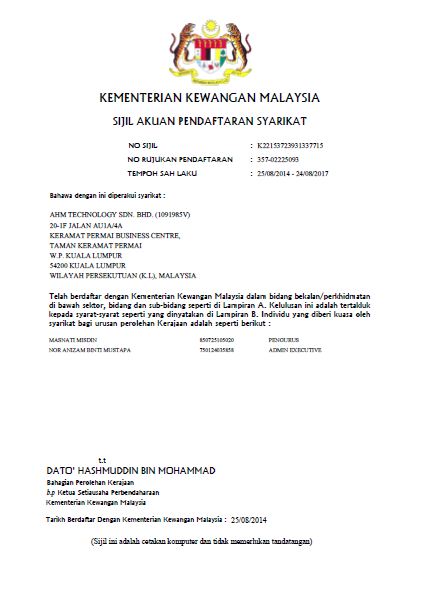 KEMENTERIAN KEWANGAN MALAYSIA
SIJIL AKUAN PENDAFTARAN SYARIKAT
NO SIJIL : K22153723931337715
NO RUJUKAN PENDAFTARAN : 357-02225093
TEMPOH SAH LAKU : 25/08/2014 - 24/08/2017
Bahawa dengan ini diperakui syarikat :
AHM TECHNOLOGY SDN. BHD. (1091985V)
20-1F JALAN AU1A/4A
KERAMAT PERMAI BUSINESS CENTRE,
TAMAN KERAMAT PERMAI
W.P. KUALA LUMPUR
54200 KUALA LUMPUR
WILAYAH PERSEKUTUAN (K.L), MALAYSIA
Telah berdaftar dengan Kementerian Kewangan Malaysia dalam bidang bekalan/perkhidmatan
di bawah sektor, bidang dan sub-bidang seperti di Lampiran A. Kelulusan ini adalah tertakluk
kepada syarat-syarat seperti yang dinyatakan di Lampiran B. Individu yang diberi kuasa oleh
syarikat bagi urusan perolehan Kerajaan adalah seperti berikut :
MASNATI MISDIN 850725105020 PENGURUS
NOR ANIZAM BINTI MUSTAPA 750124035858 ADMIN EXECUTIVE
t.t
DATO' HASHMUDDIN BIN MOHAMMAD
Bahagian Perolehan Kerajaan
b.p Ketua Setiausaha Perbendaharaan
Kementerian Kewangan Malaysia
Tarikh Berdaftar Dengan Kementerian Kewangan Malaysia : 25/08/2014
(Sijil ini adalah cetakan komputer dan tidak memerlukan tandatangan)